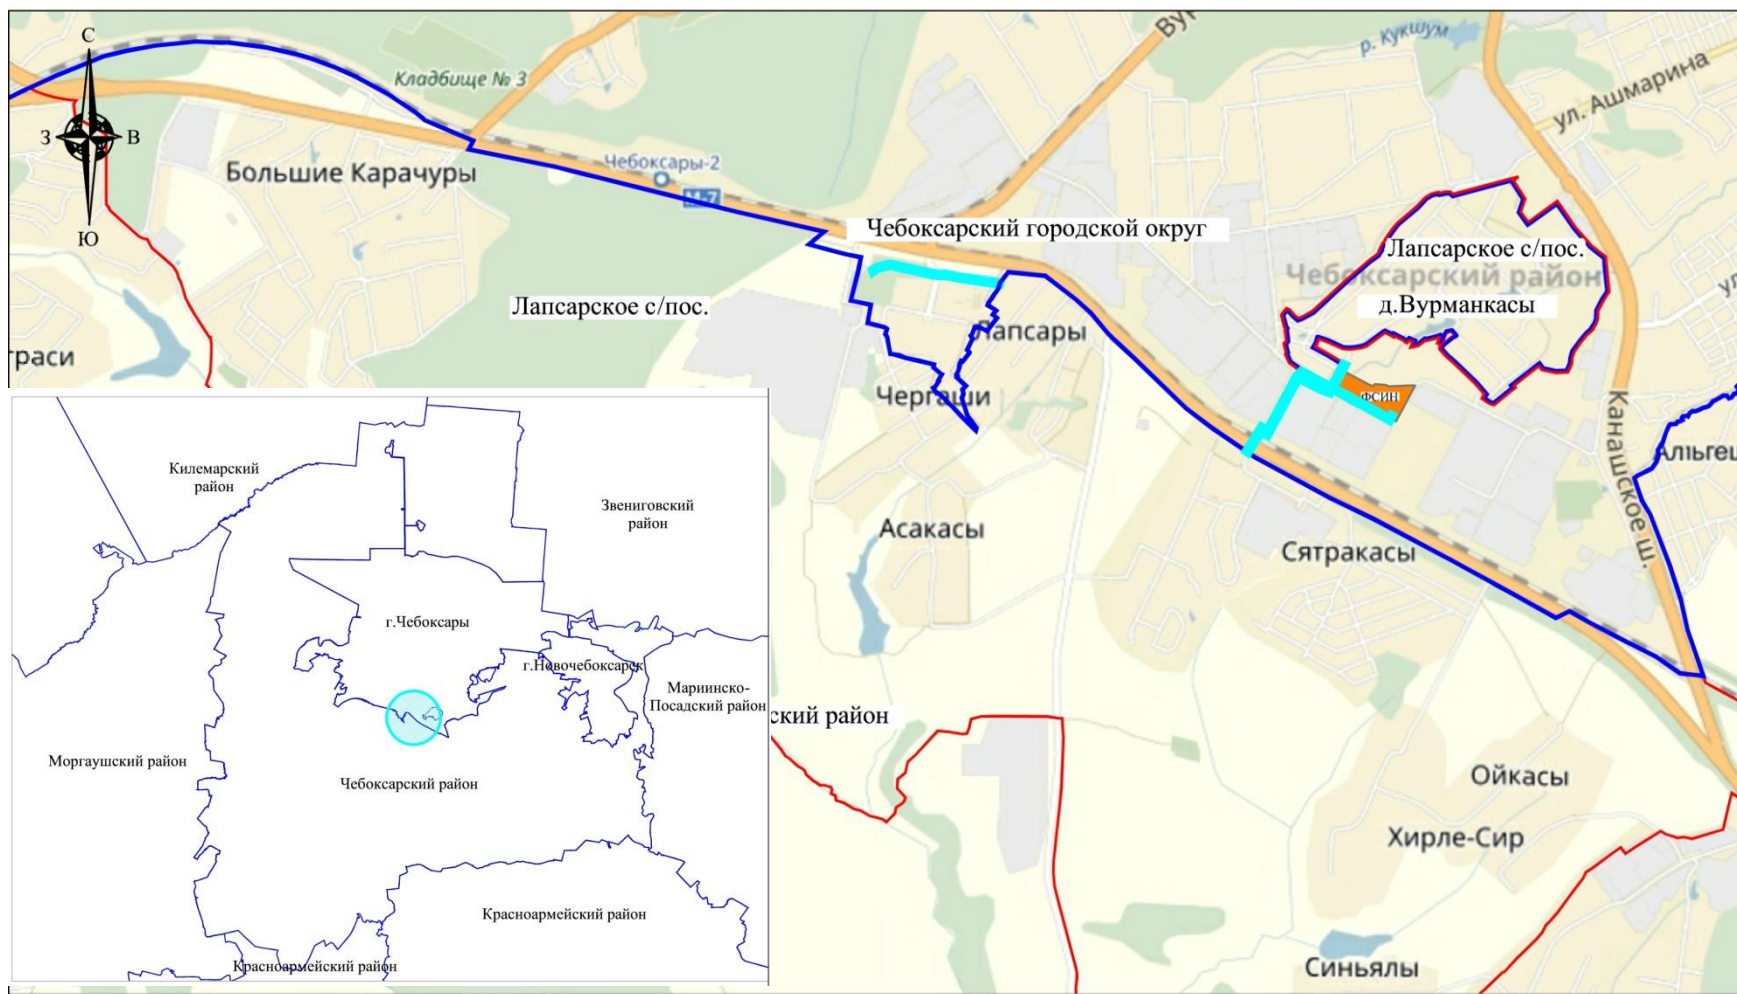 С
З
В
Ю
Кладбище № 3
Большие Карачуры
Чебоксары-2
М-7
р. Кукшум
ул. Ашмарина
Чебоксарский городской округ
Лапсарское с/пос.
Чебоксарский район
д.Вурманкасы
Лапсарское с/пос.
Лапсары
Чергаши
ФСИН
Канашское ш.
траси
Асакасы
Сятракасы
ский район
Ойкасы
Хирле-Сир
Синьялы
Килемарский
район
Звениговский
район
г.Чебоксары
г.Новочебоксарск
Мариинско-
Посадский район
Моргаушский район
Чебоксарский район
Красноармейский район
Красноармейский район